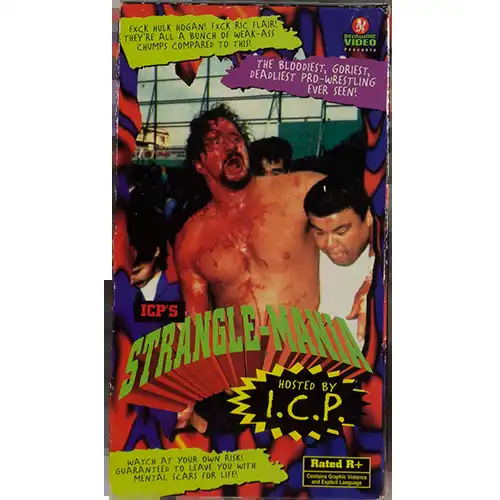 FXCK HULK HOGAN! FXCK RIC FLAIR!
THEY'RE ALL A BUNCH OF WEAK-ASS
CHUMPS COMPARED TO THIS!
psychopathic
VIDEO
PRESENTS
THE BLOODIEST, GORIEST,
DEADLIEST PRO-WRESTLING
EVER SEEN!
ICP'S
STRANGLE-MANIA
HOSTED BY
I.C.P.
WATCH AT YOUR OWN RISK!
GUARANTEED TO LEAVE YOU WITH
MENTAL SCARS FOR LIFE!
Rated R+
Contains Graphic Violence
and Explicit Language